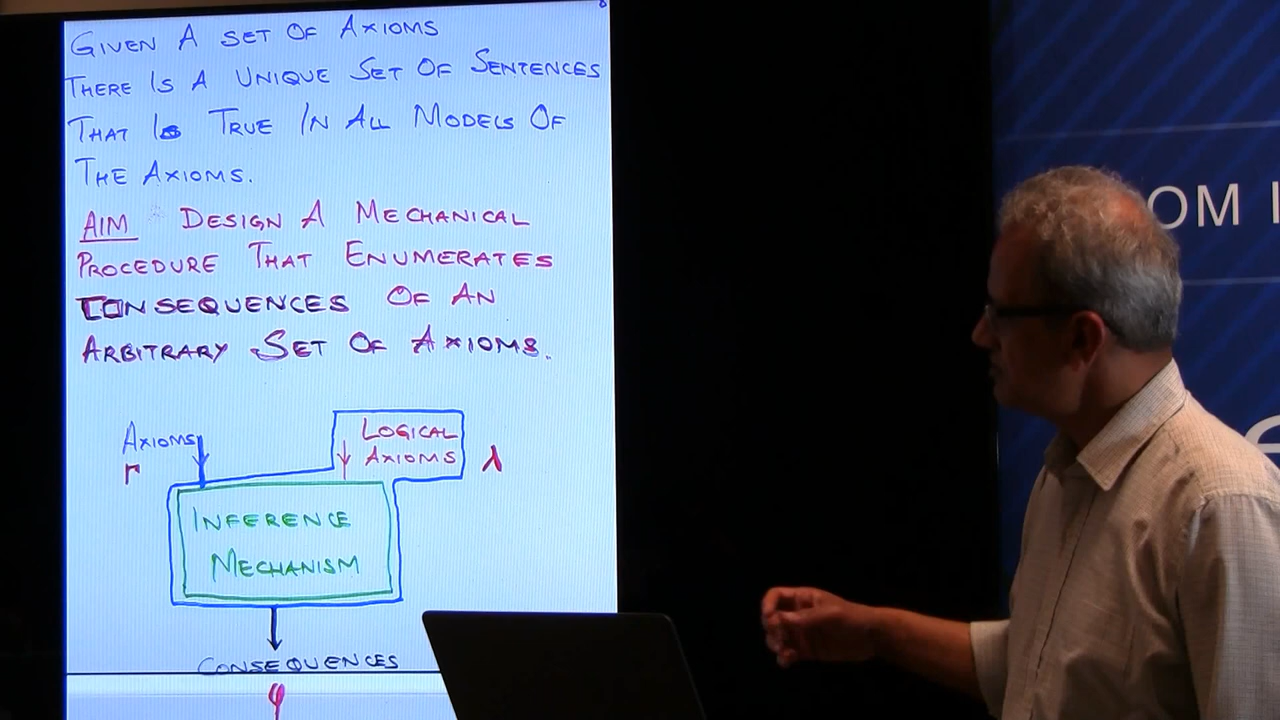 GIVEN A SET OF AXIOMS
THERE IS A UNIQUE SET OF SENTENCES
THAT IS TRUE IN ALL MODELS OF
THE AXIOMS.
AIM DESIGN A MECHANICAL
PROCEDURE THAT ENUMERATES
CONSEQUENCES OF AN
ARBITRARY SET OF AXIOMS.
AXIOMS
Γ
LOGICAL
AXIOMS
λ
INFERENCE
MECHANISM
CONSEQUENCES
φ
OM